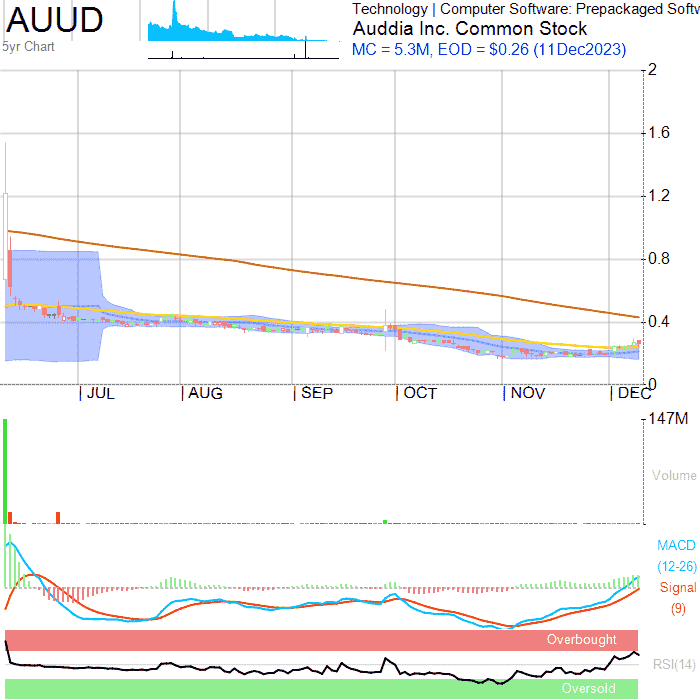 AUUD
5yr Chart
Technology | Computer Software: Prepackaged Softw
Auddia Inc. Common Stock
MC = 5.3M, EOD = $0.26 (11Dec2023)
2
1.6
1.2
0.8
0.4
0
JUL
AUG
SEP
OCT
NOV
DEC
147M
Volume
MACD
(12-26)
Signal
(9)
Overbought
RSI(14)
Oversold